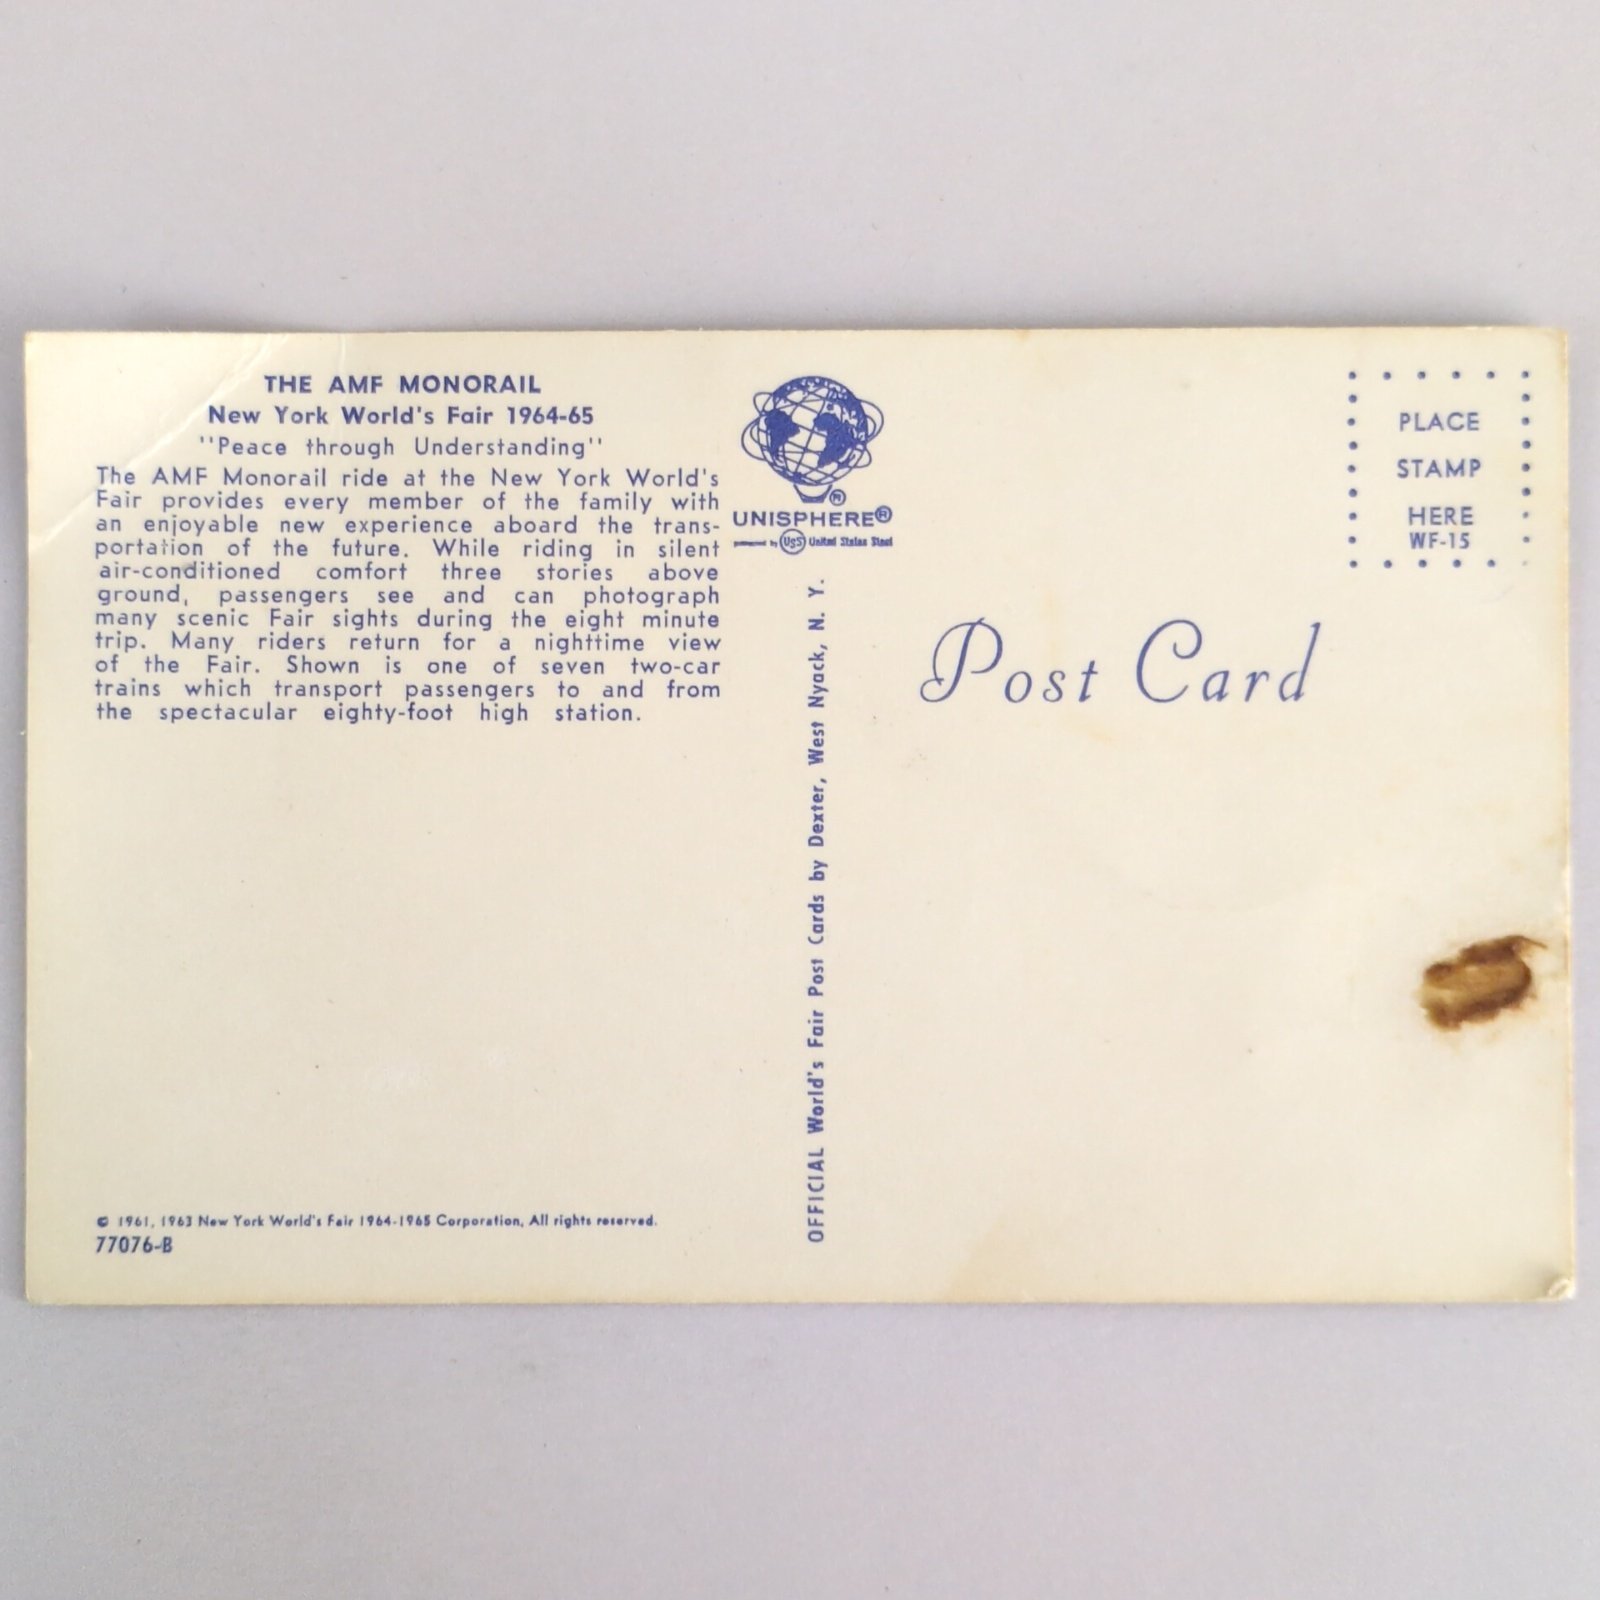 THE AMF MONORAIL
New York World's Fair 1964-65
"Peace through Understanding"
The AMF Monorail ride at the New York World's
Fair provides every member of the family with
an enjoyable new experience aboard the trans-
portation of the future. While riding in silent
air-conditioned comfort three stories above
ground, passengers see and can photograph
many scenic Fair sights during the eight minute
trip. Many riders return for a nighttime view
of the Fair. Shown is one of seven two-car
trains which transport passengers to and from
the spectacular eighty-foot high station.
© 1961, 1963 New York World's Fair 1964-1965 Corporation, All rights reserved.
77076-B
®
UNISPHERE®
presented by USS United States Steel
OFFICIAL World's Fair Post Cards by Dexter, West Nyack, N. Y.
PLACE
STAMP
HERE
WF-15
Post Card